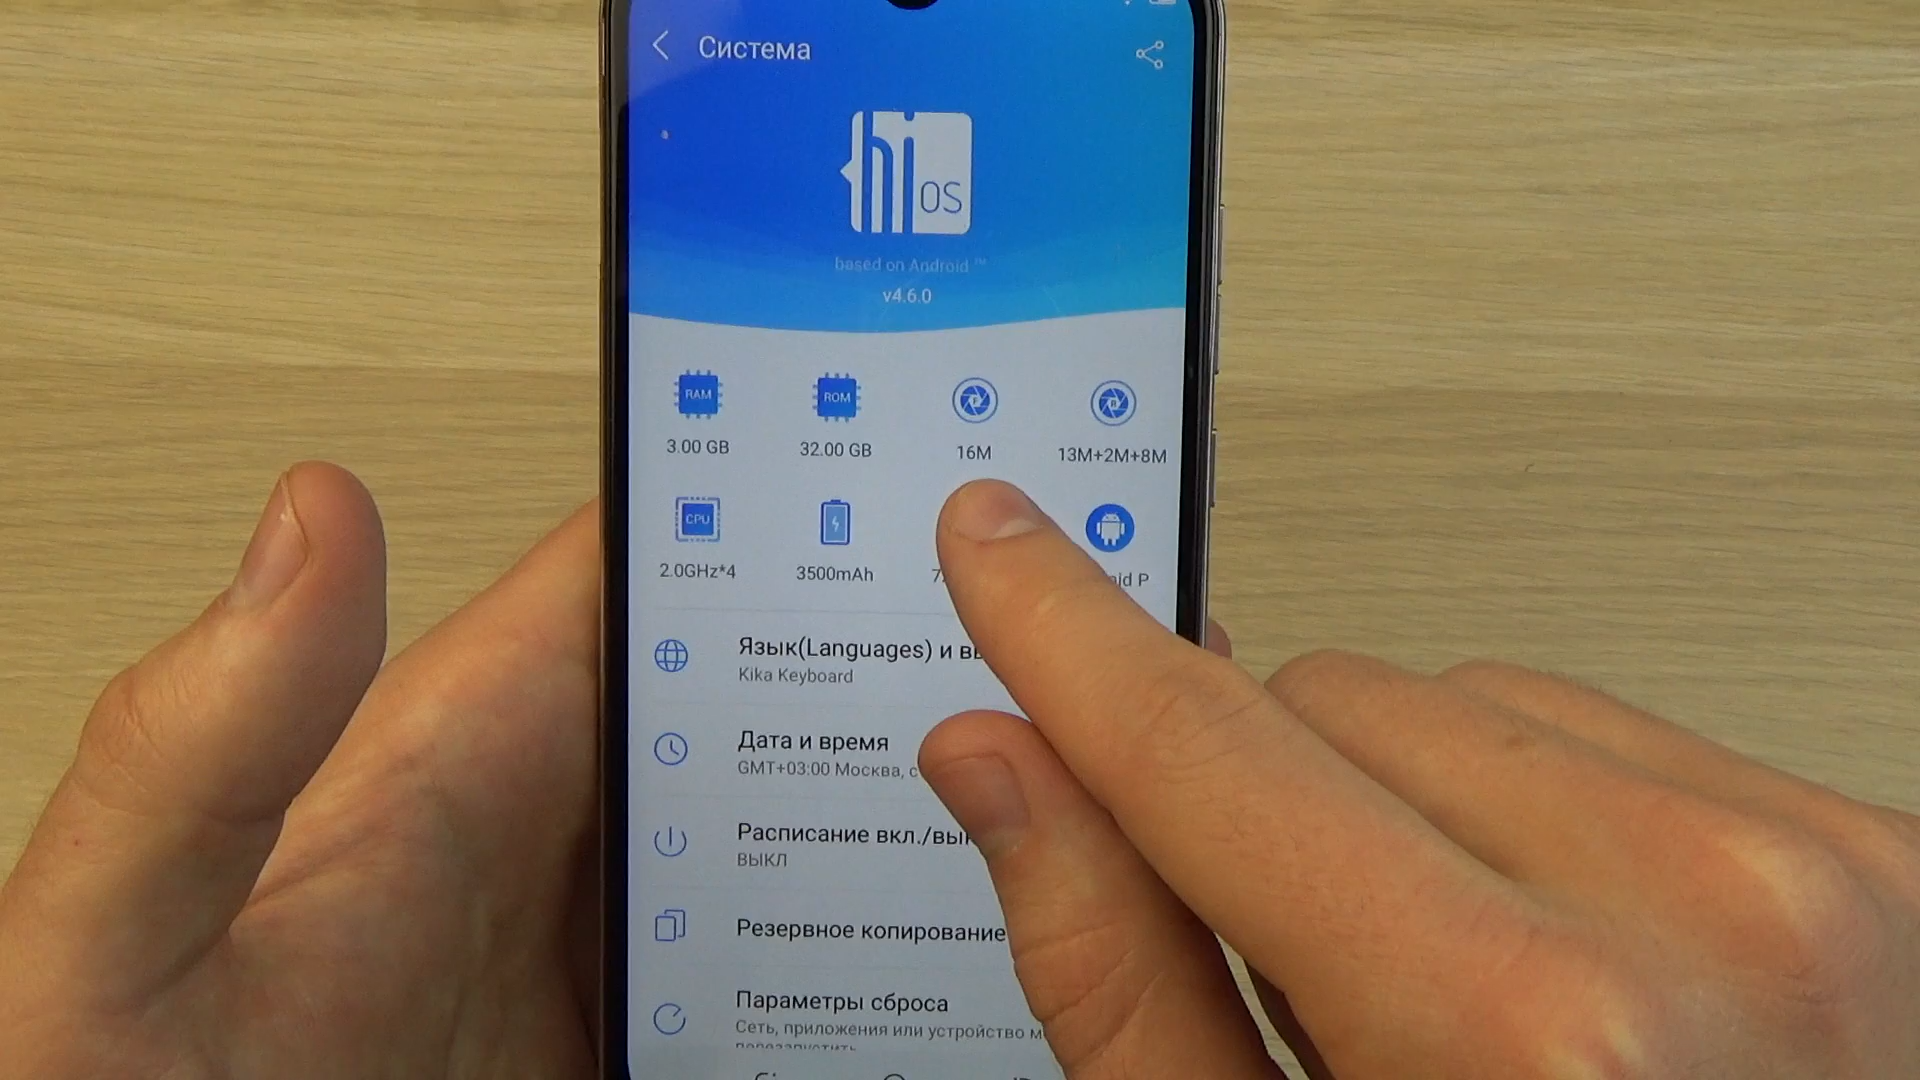 Система
hi OS
based on Android ™
v4.6.0
RAM
ROM
3.00 GB
32.00 GB
16M
13M+2M+8M
CPU
2.0GHz*4
3500mAh
P
Язык(Languages) и
Kika Keyboard
Дата и время
GMT+03:00 Москва,
Расписание вкл./
ВЫКЛ
Резервное копирование
Параметры сброса
Сеть, приложения или устройство